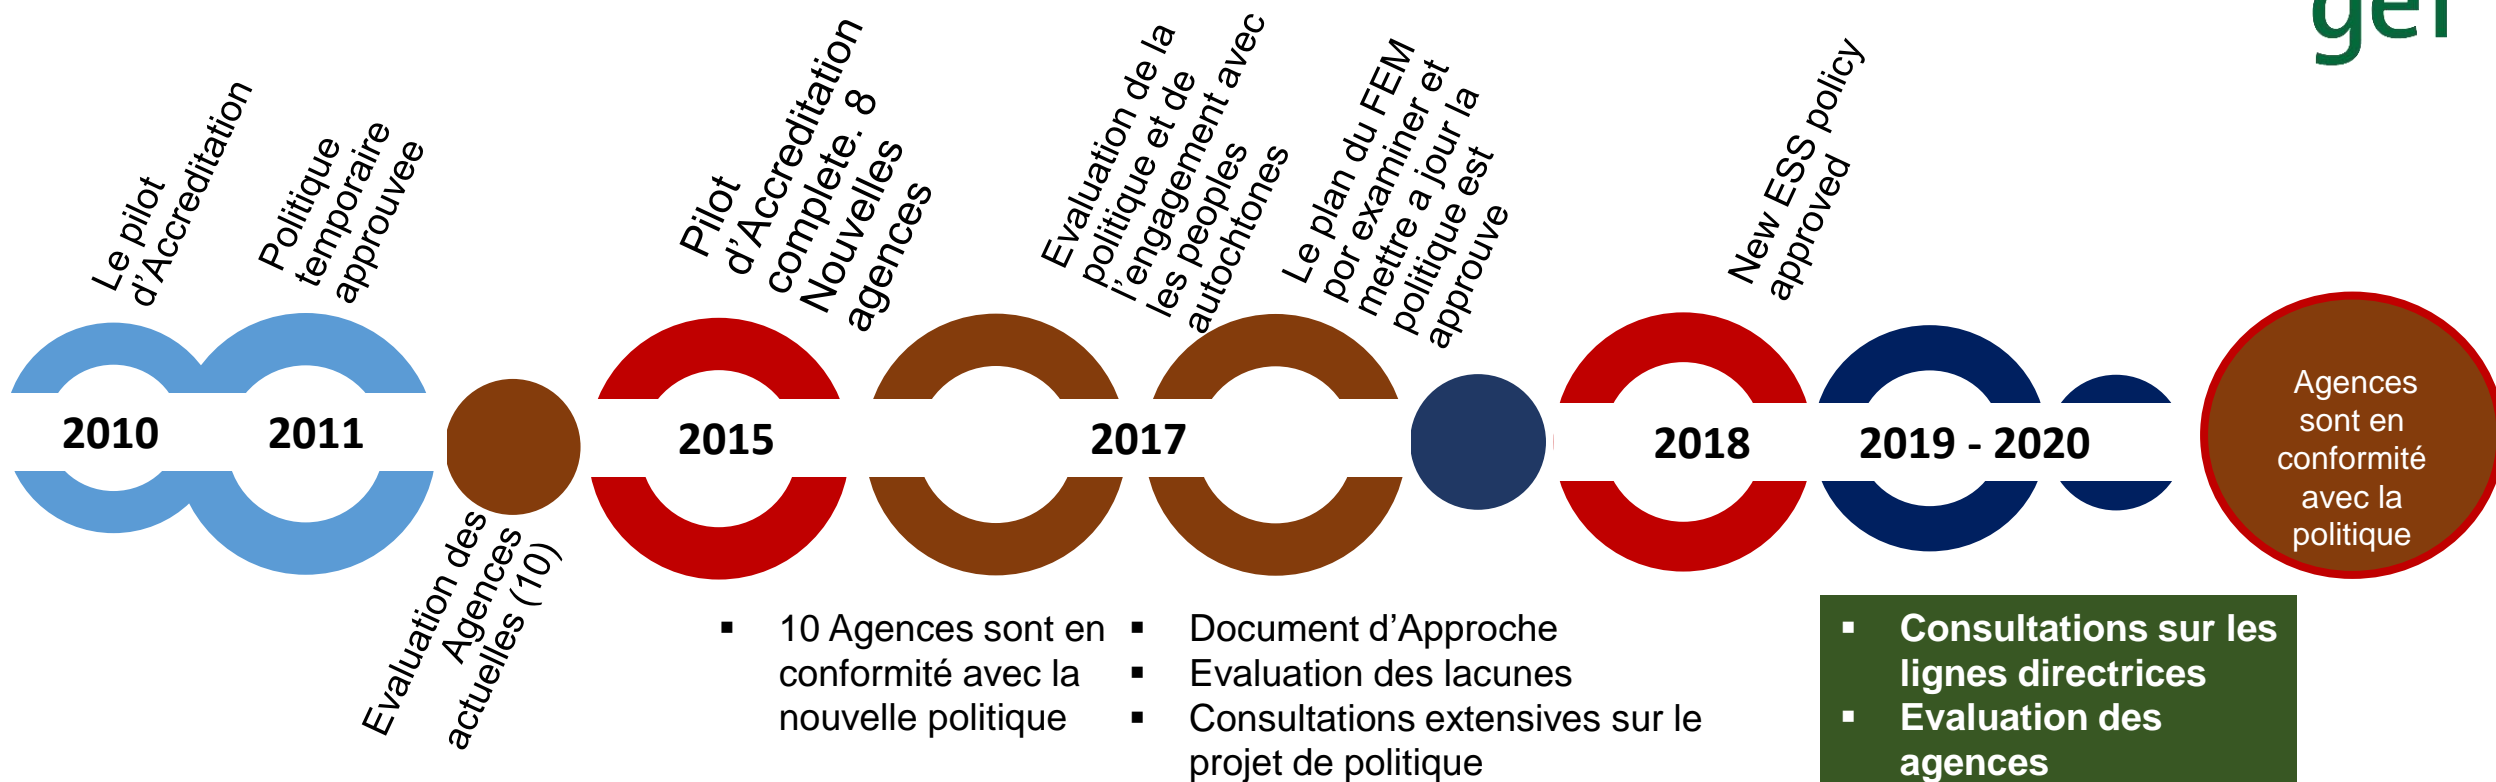 gef
Le pilot
d'Accreditation
Politique
temporaire
approuvee
Pilot
d'Accreditation
complete. 8
Nouvelles
agences
Evaluation de la
politique et de
l'engagement avec
les peoples
autochtones
Le plan du FEM
por examiner et
mettre a jour la
politique est
approuve
New ESS policy
approved
2010
2011
2015
2017
2018
2019 - 2020
Agences
sont en
conformité
avec la
politique
Evaluation des
Agences
actuelles (10)
▪ 10 Agences sont en
conformité avec la
nouvelle politique
▪ Document d’Approche
▪ Evaluation des lacunes
▪ Consultations extensives sur le
projet de politique
▪ Consultations sur les
lignes directrices
▪ Evaluation des
agences